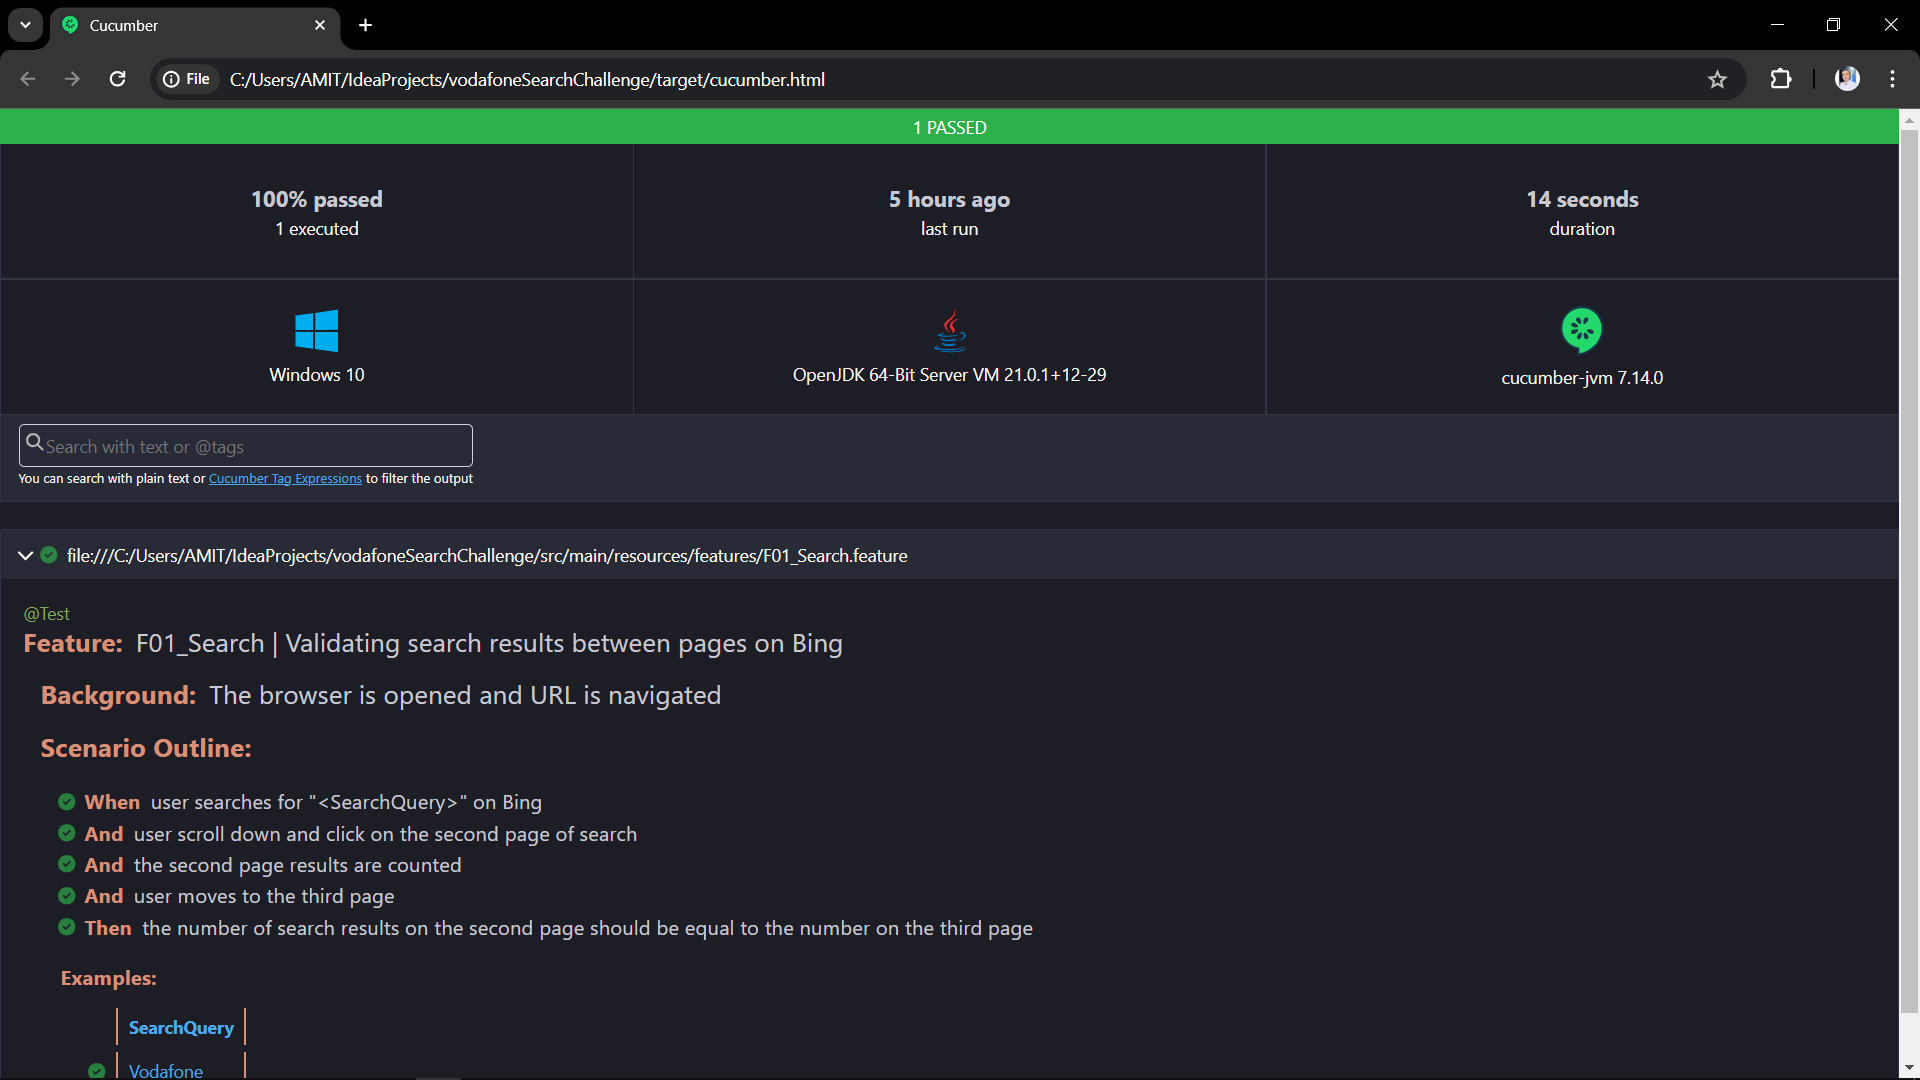 Cucumber
File C:/Users/AMIT/IdeaProjects/vodafoneSearchChallenge/target/cucumber.html
1 PASSED
100% passed
1 executed
5 hours ago
last run
14 seconds
duration
Windows 10
OpenJDK 64-Bit Server VM 21.0.1+12-29
cucumber-jvm 7.14.0
Search with text or @tags
You can search with plain text or Cucumber Tag Expressions to filter the output
file:///C:/Users/AMIT/IdeaProjects/vodafoneSearchChallenge/src/main/resources/features/F01_Search.feature
@Test
Feature: F01_Search | Validating search results between pages on Bing
Background: The browser is opened and URL is navigated
Scenario Outline:
When user searches for "<SearchQuery>" on Bing
And user scroll down and click on the second page of search
And the second page results are counted
And user moves to the third page
Then the number of search results on the second page should be equal to the number on the third page
Examples:
SearchQuery
Vodafone